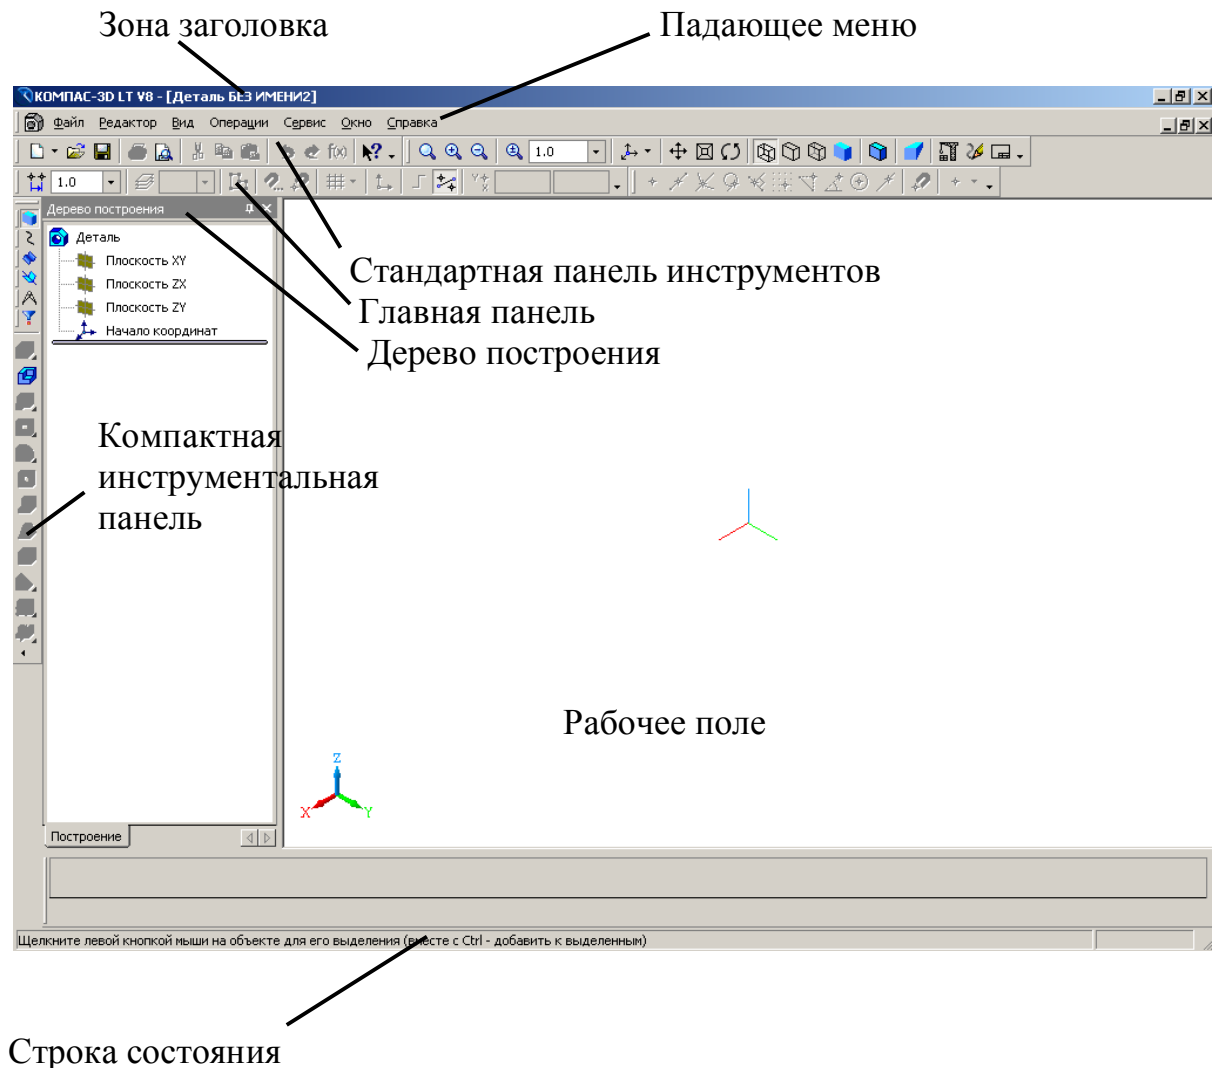 Зона заголовка
Падающее меню
КОМПАС-3D LT V8 - [Деталь БЕЗ ИМЕНИ2]
Файл Редактор Вид Операции Сервис Окно Справка
1.0
1.0
Дерево построения
Деталь
Плоскость XY
Плоскость ZX
Плоскость ZY
Начало координат
Стандартная панель инструментов
Главная панель
Дерево построения
Компактная
инструментальная
панель
Рабочее поле
Z
X
Y
Построение
Щелкните левой кнопкой мыши на объекте для его выделения (вместе с Ctrl - добавить к выделенным)
Строка состояния